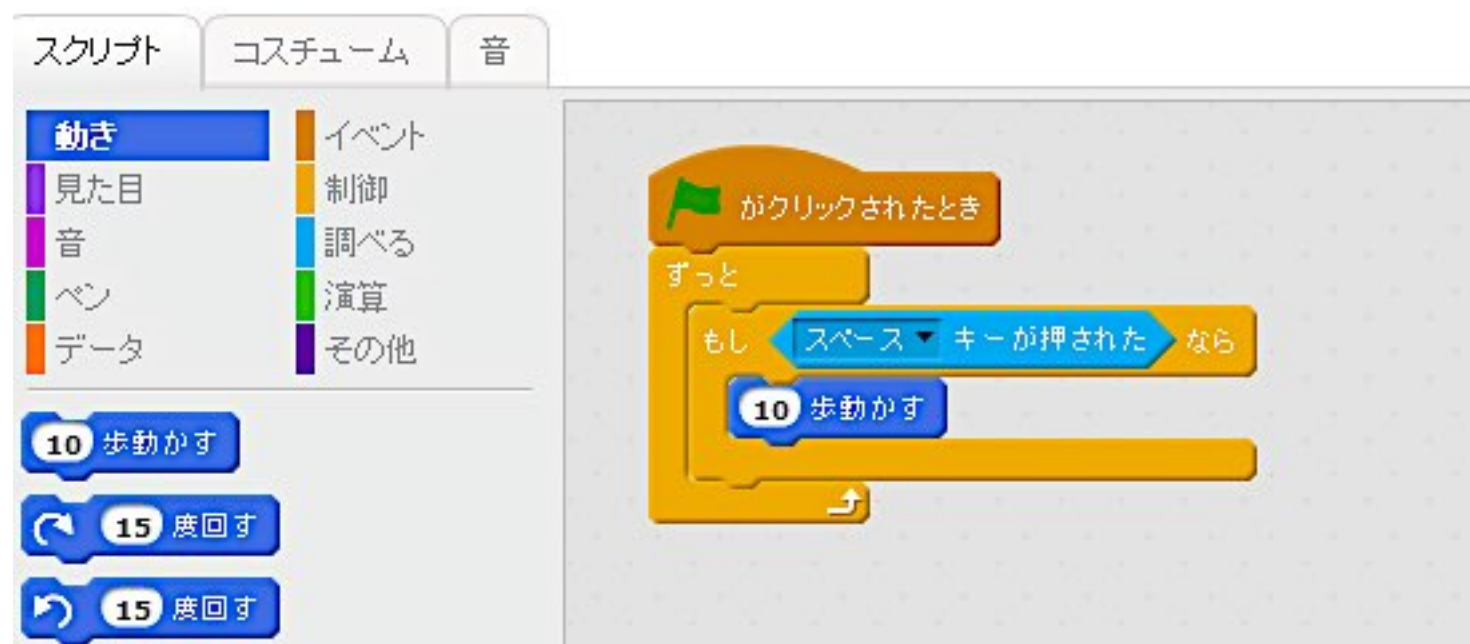 スクリプト
コスチューム
音
動き
イベント
見た目
制御
音
調べる
ペン
演算
データ
その他
10 歩動かす
15 度回す
15 度回す
がクリックされたとき
ずっと
もし スペース キーが押された なら
10 歩動かす